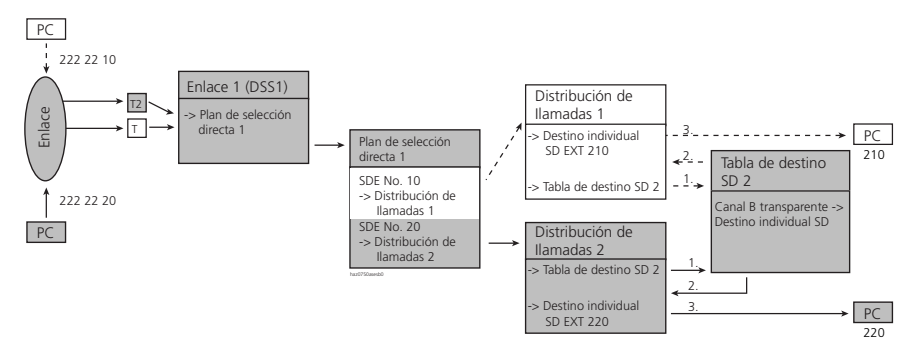 PC
222 22 10
Enlace
T2
T
222 22 20
PC
Enlace 1 (DSS1)
-> Plan de selección
directa 1
Plan de selección
directa 1
SDE No. 10
-> Distribución de
llamadas 1
SDE No. 20
-> Distribución de
llamadas 2
Distribución de
llamadas 1
-> Destino individual
SD EXT 210
-> Tabla de destino SD 2
3.
2.
1.
PC
210
Tabla de destino
SD 2
Canal B transparente ->
Destino individual SD
Distribución de
llamadas 2
-> Tabla de destino SD 2
-> Destino individual
SD EXT 220
1.
2.
3.
PC
220